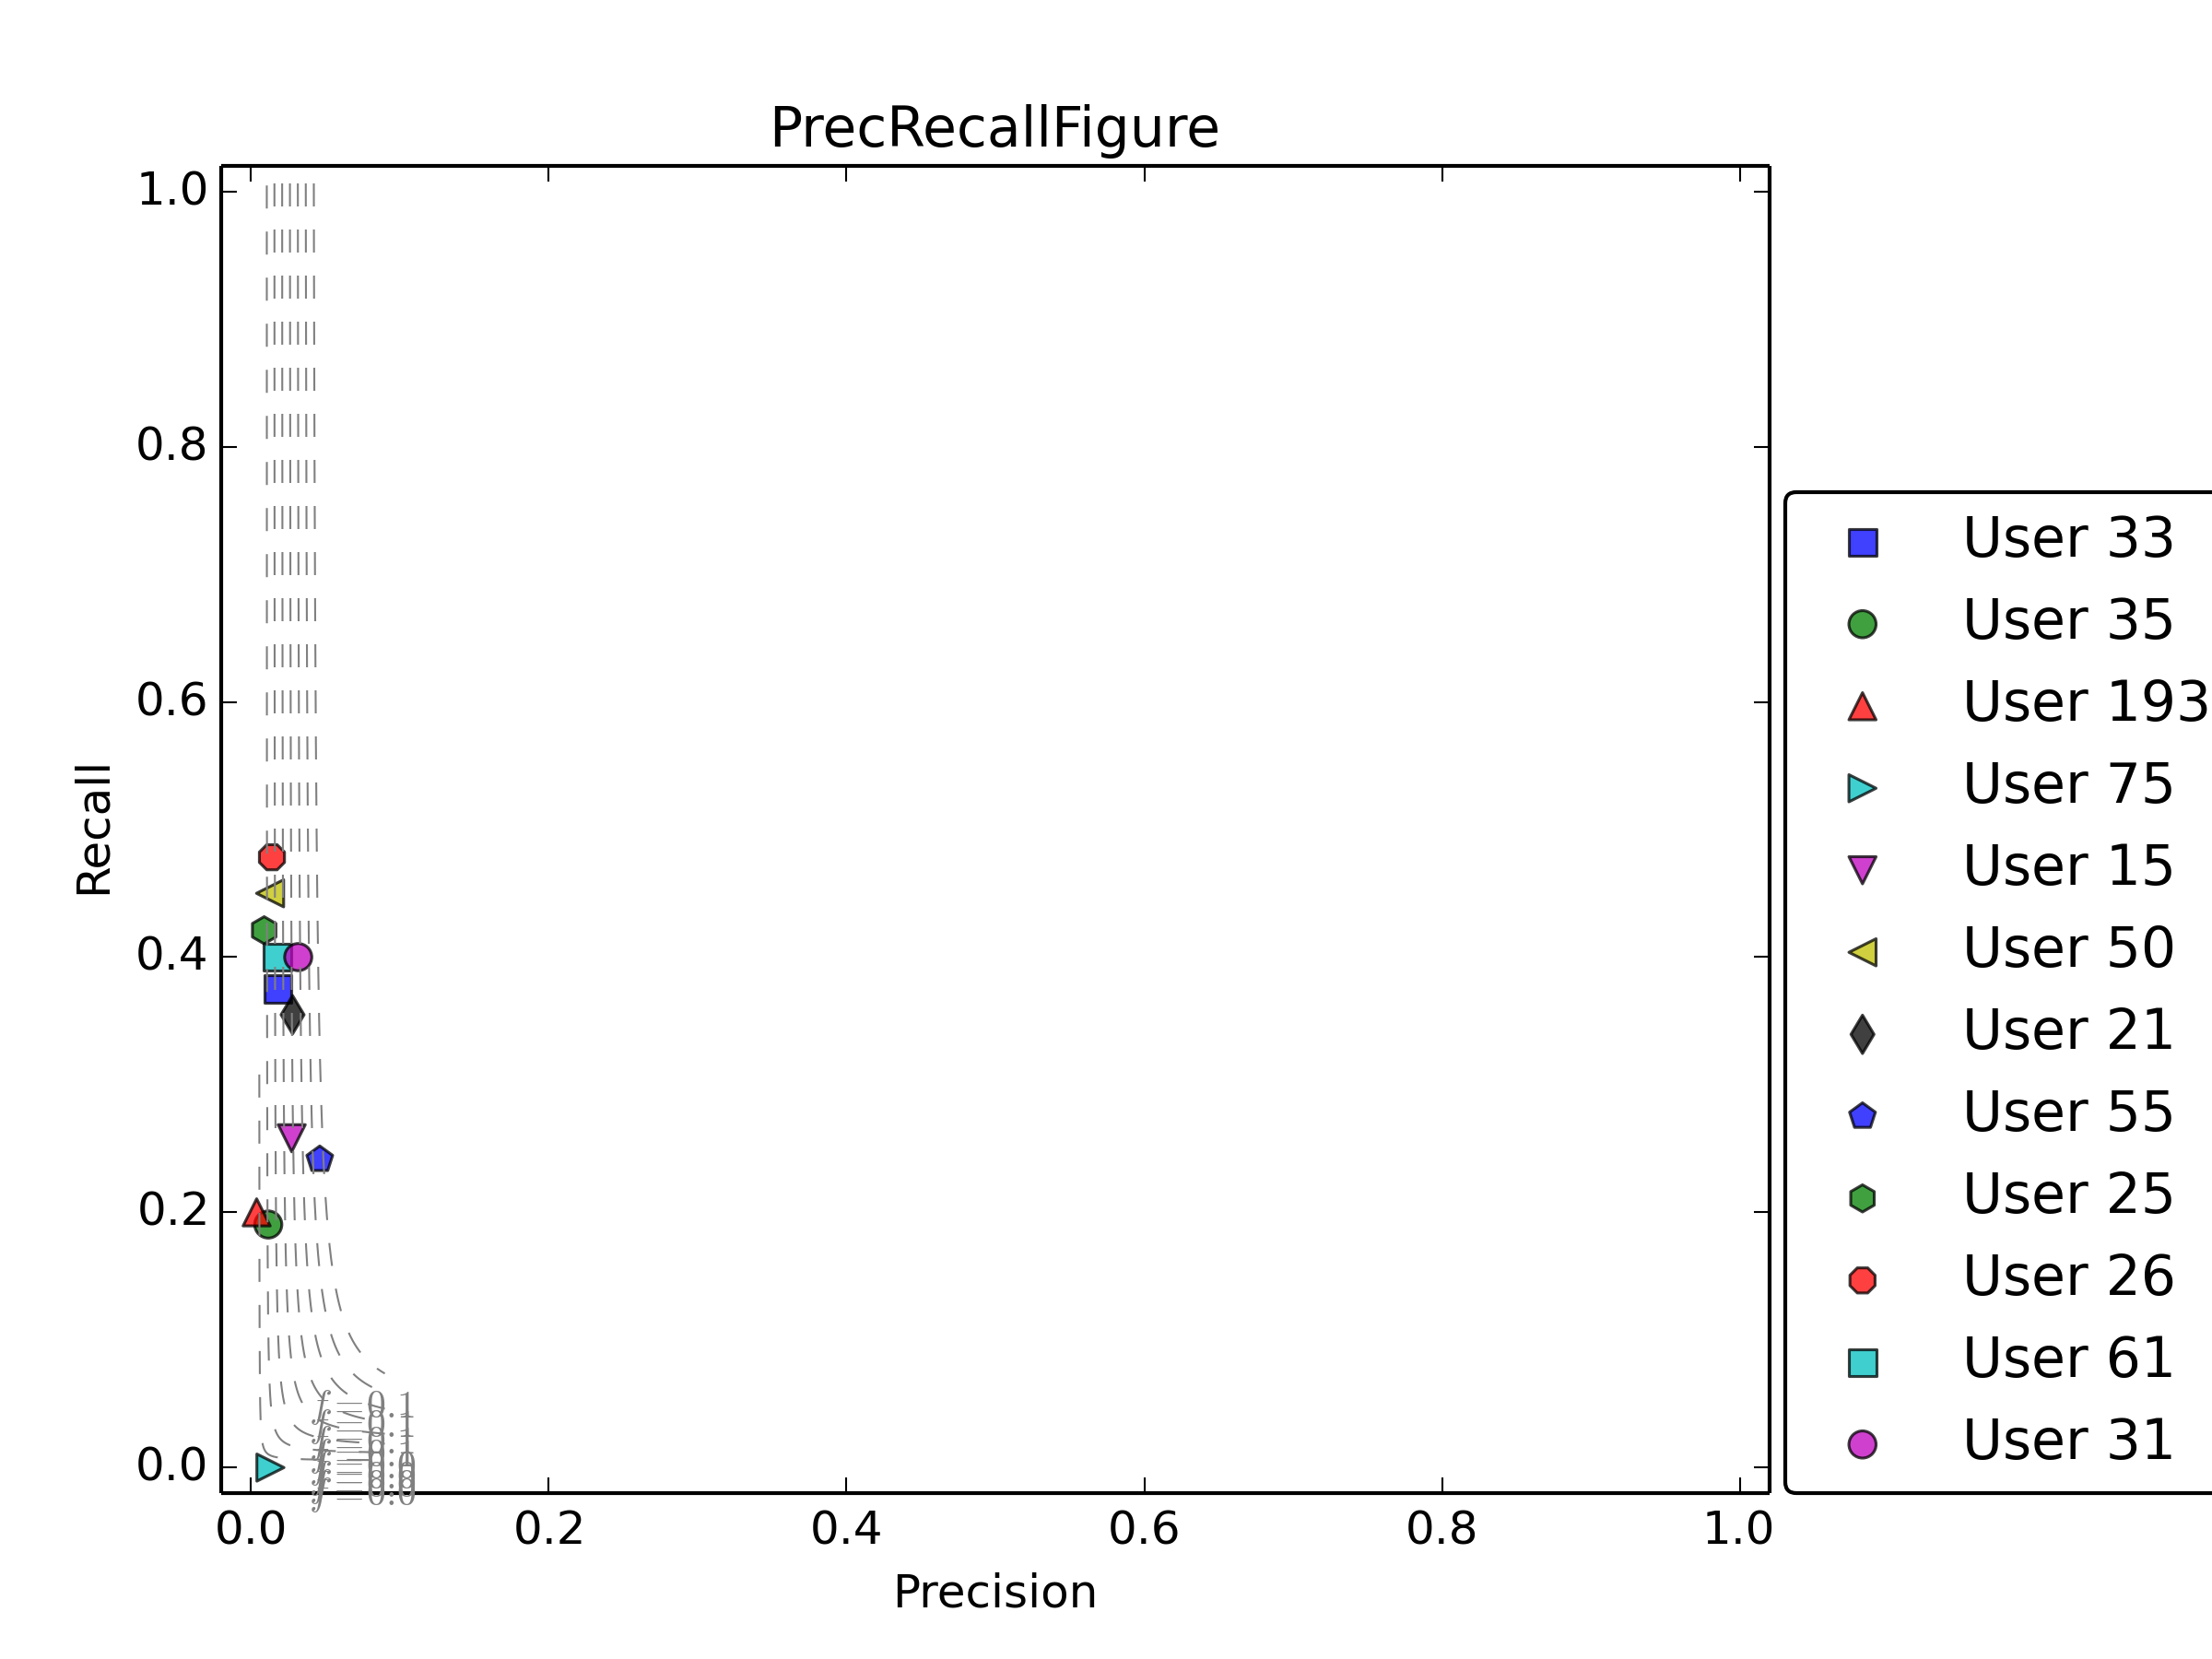 PrecRecallFigure
1.0
0.8
0.6
0.4
0.2
0.0
Recall
0.0 0.2 0.4 0.6 0.8 1.0
Precision
User 33
User 35
User 193
User 75
User 15
User 50
User 21
User 55
User 25
User 26
User 61
User 31